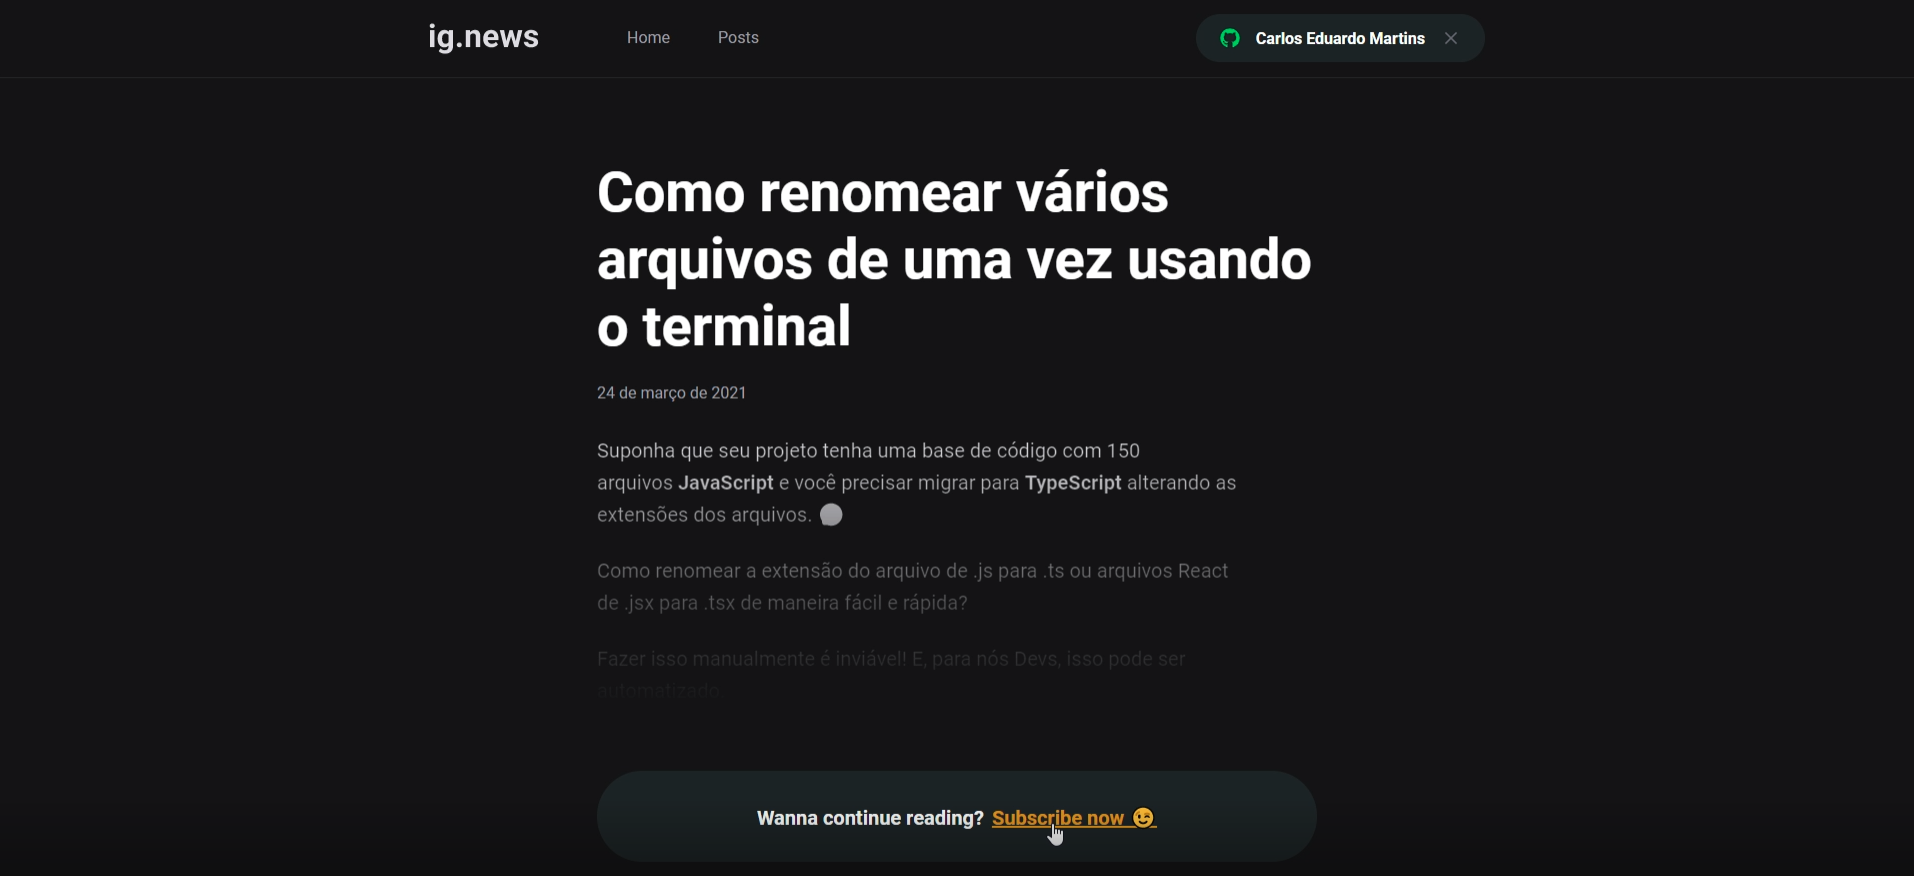 ig.news
Home
Posts
Carlos Eduardo Martins
Como renomear vários
arquivos de uma vez usando
o terminal
24 de março de 2021
Suponha que seu projeto tenha uma base de código com 150
arquivos JavaScript e você precisar migrar para TypeScript alterando as
extensões dos arquivos.
Como renomear a extensão do arquivo de .js para .ts ou arquivos React
de .jsx para .tsx de maneira fácil e rápida?
Fazer isso manualmente é inviável! E, para nós Devs, isso pode ser
automatizado
Wanna continue reading? Subscribe now 😉